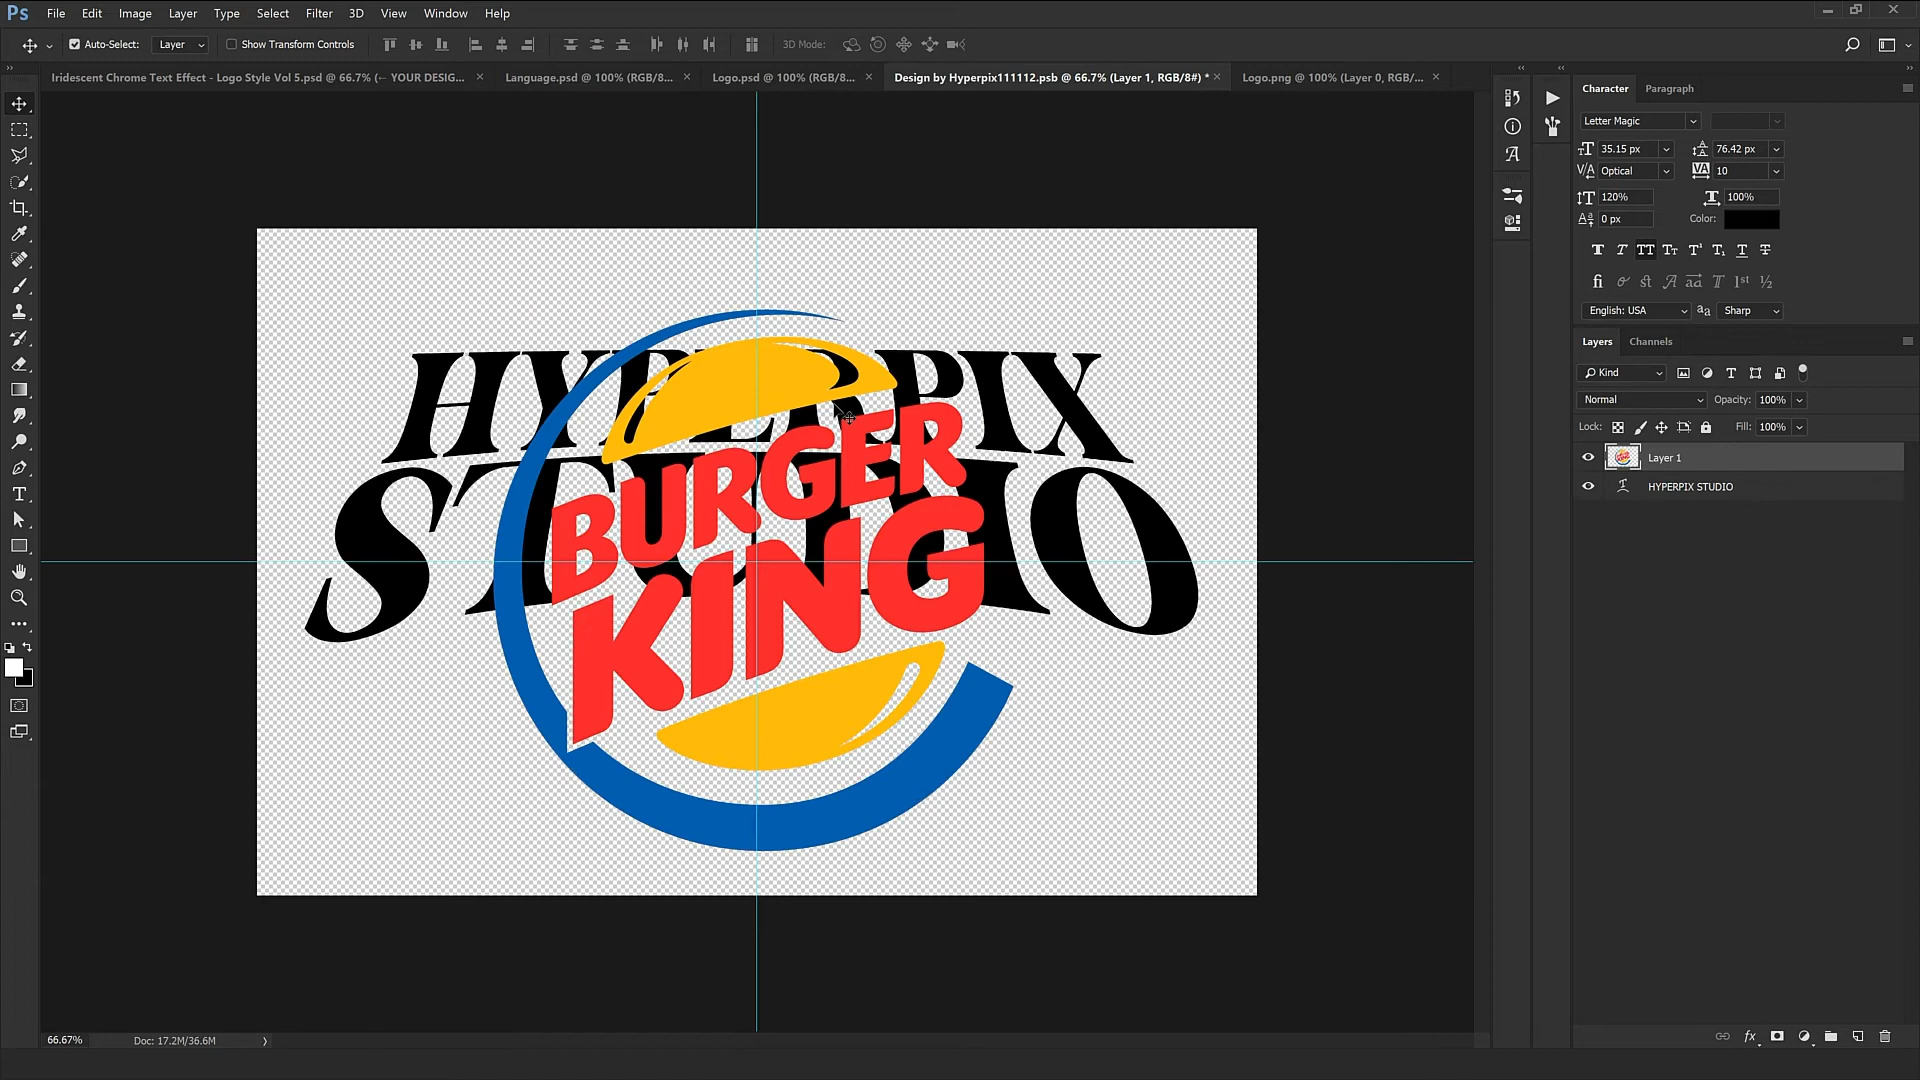 Ps File Edit Image Layer Type Select Filter 3D View Window Help
Auto-Select: Layer Show Transform Controls 3D Mode:
Iridescent Chrome Text Effect - Logo Style Vol 5.psd @ 66.7% (← YOUR DESIG... × Language.psd @ 100% (RGB/8... × Logo.psd @ 100% (RGB/8... × Design by Hyperpix111112.psb @ 66.7% (Layer 1, RGB/8#) * × Logo.png @ 100% (Layer 0, RGB/... ×
Character Paragraph
Letter Magic
35.15 px 76.42 px
Optical 10
120% 100%
0 px Color:
English: USA aa Sharp
Layers Channels
Kind
Normal Opacity: 100%
Lock: Fill: 100%
Layer 1
HYPERPIX STUDIO
HYPERPIX
STUDIO
BURGER
KING
66.67% Doc: 17.2M/36.6M